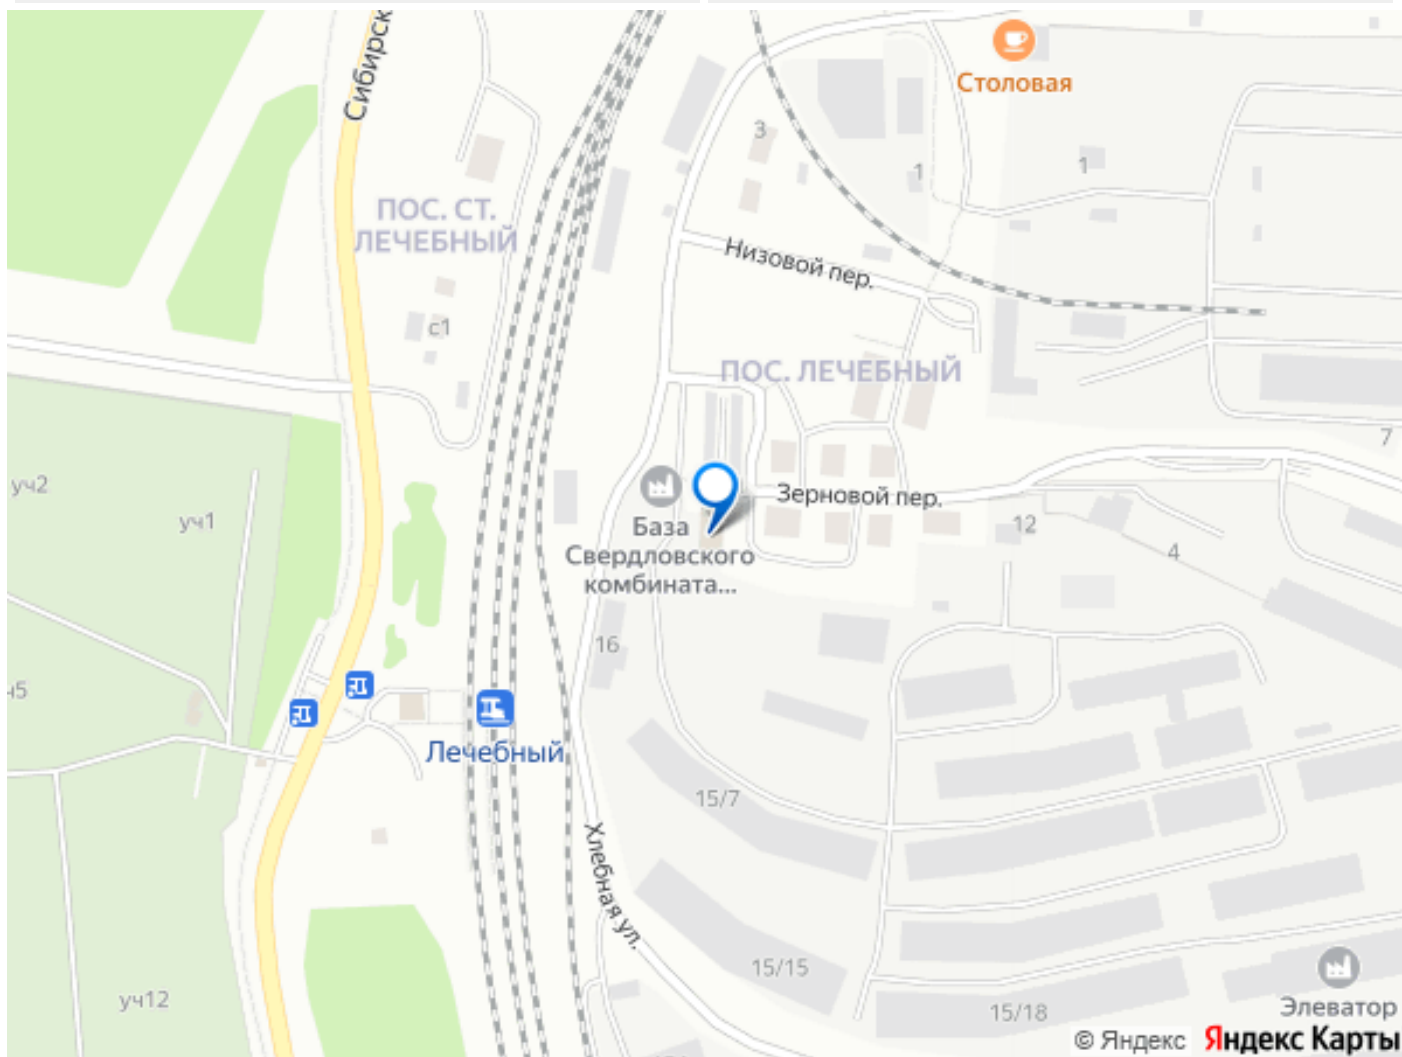 Сибирск
Столовая
3
1
1
ПОС. СТ.
ЛЕЧЕБНЫЙ
Низовой пер.
с1
ПОС. ЛЕЧЕБНЫЙ
7
уч2
уч1
База
Свердловского
комбината...
Зерновой пер.
12
4
16
ч5
Лечебный
15/7
Хлебная ул.
15/15
уч12
15/18
Элеватор
© Яндекс Яндекс Карты